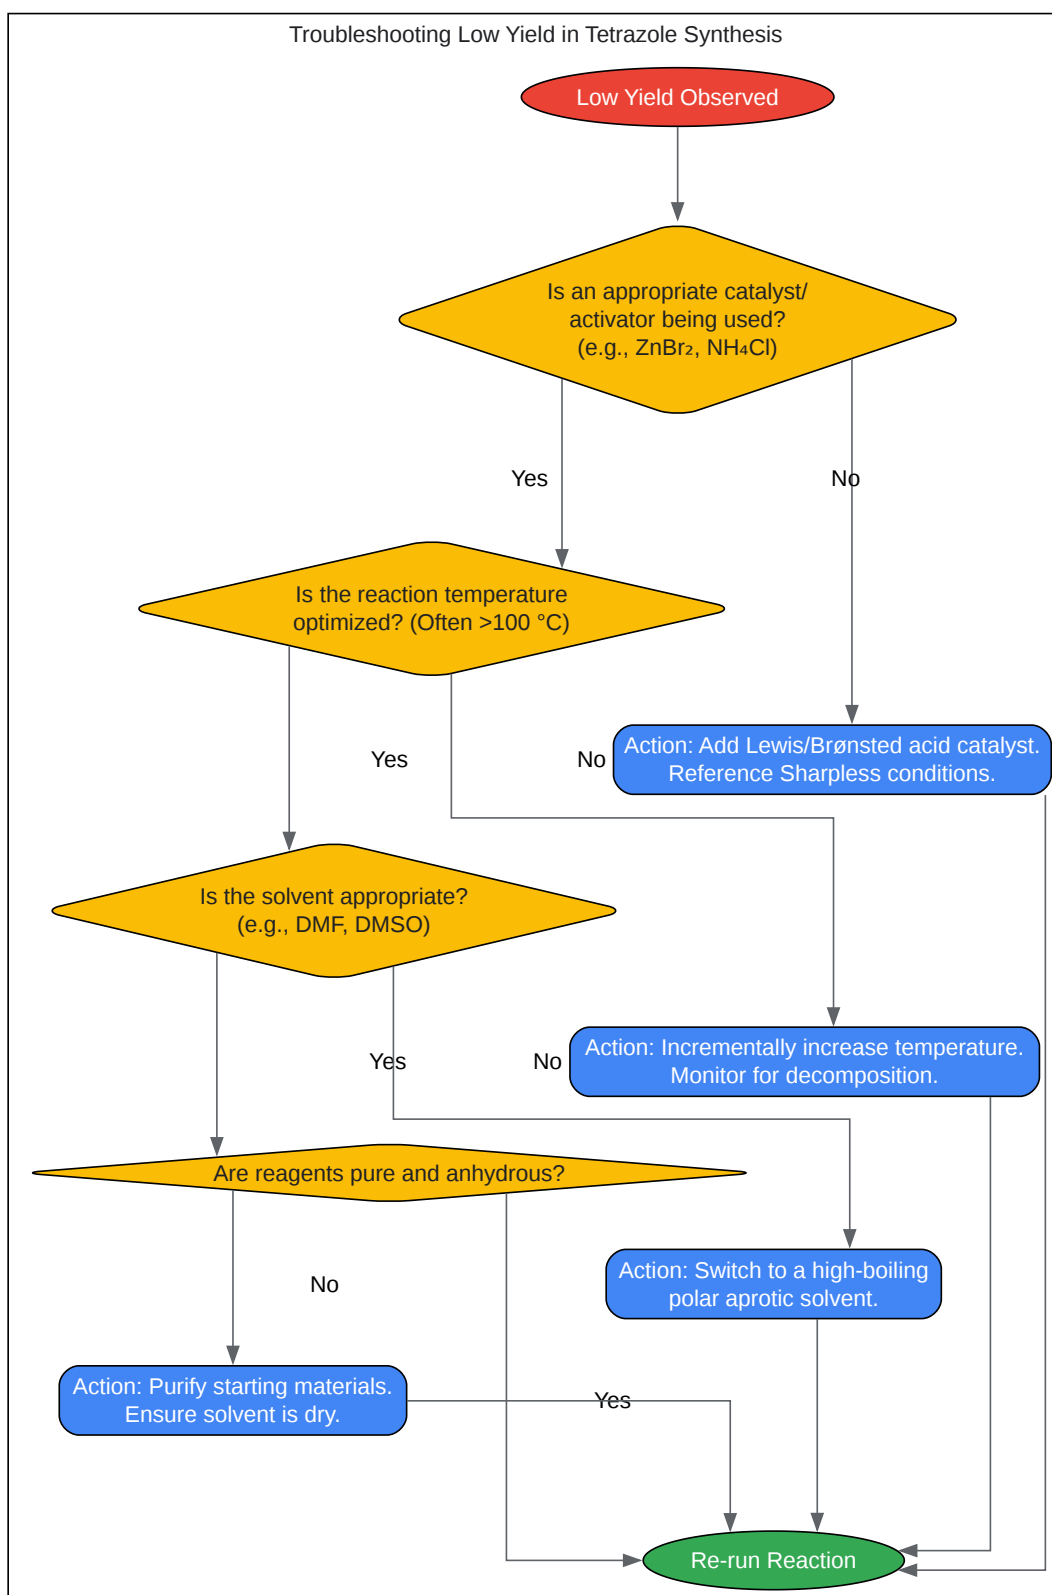 Troubleshooting Low Yield in Tetrazole Synthesis
Low Yield Observed
Is an appropriate catalyst/
activator being used?
(e.g., ZnBr₂, NH₄Cl)
Yes
No
Is the reaction temperature
optimized? (Often >100 °C)
Yes
No
Action: Add Lewis/Brønsted acid catalyst.
Reference Sharpless conditions.
Is the solvent appropriate?
(e.g., DMF, DMSO)
Yes
No
Action: Incrementally increase temperature.
Monitor for decomposition.
Are reagents pure and anhydrous?
No
Action: Switch to a high-boiling
polar aprotic solvent.
Action: Purify starting materials.
Ensure solvent is dry.
Yes
Re-run Reaction